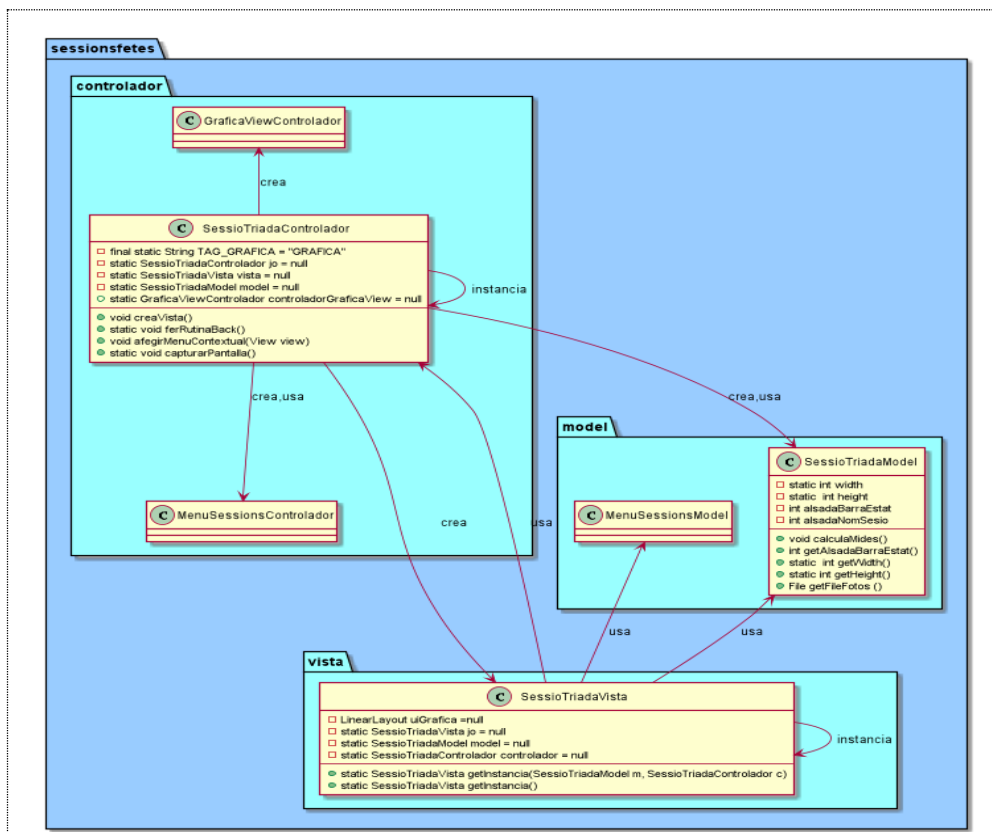 sessionsfetes
controlador
C GraficaViewControlador
crea
C SessioTriadaControlador
final static String TAG_GRAFICA = "GRAFICA"
static SessioTriadaControlador jo = null
static SessioTriadaVista vista = null
static SessioTriadaModel model = null
static GraficaViewControlador controladorGraficaView = null
void creaVista()
static void ferRutinaBack()
void afegirMenuContextual(View view)
static void capturarPantalla()
instancia
crea,usa
crea,usa
C MenuSessionsControlador
crea
usa
model
C MenuSessionsModel
C SessioTriadaModel
static int width
static int height
int alsadaBarraEstat
int alsadaNomSesio
void calculaMides()
int getAlsadaBarraEstat()
static int getWidth()
static int getHeight()
File getFileFotos ()
usa
usa
vista
C SessioTriadaVista
LinearLayout uiGrafica =null
static SessioTriadaVista jo = null
static SessioTriadaModel model = null
static SessioTriadaControlador controlador = null
static SessioTriadaVista getInstancia(SessioTriadaModel m, SessioTriadaControlador c)
static SessioTriadaVista getInstancia()
instancia